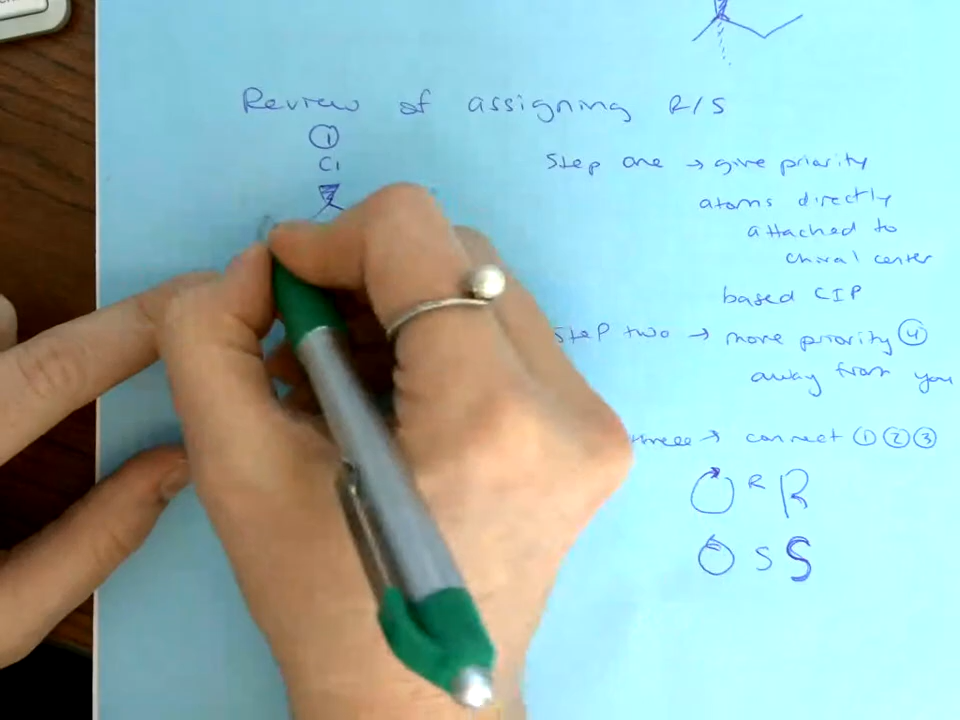 Review of assigning R/S
①
Cl
Step one → give priority
atoms directly
attached to
chiral center
based CIP
Step two → move priority ④
away from you
three → connect ① ② ③
R R
S S